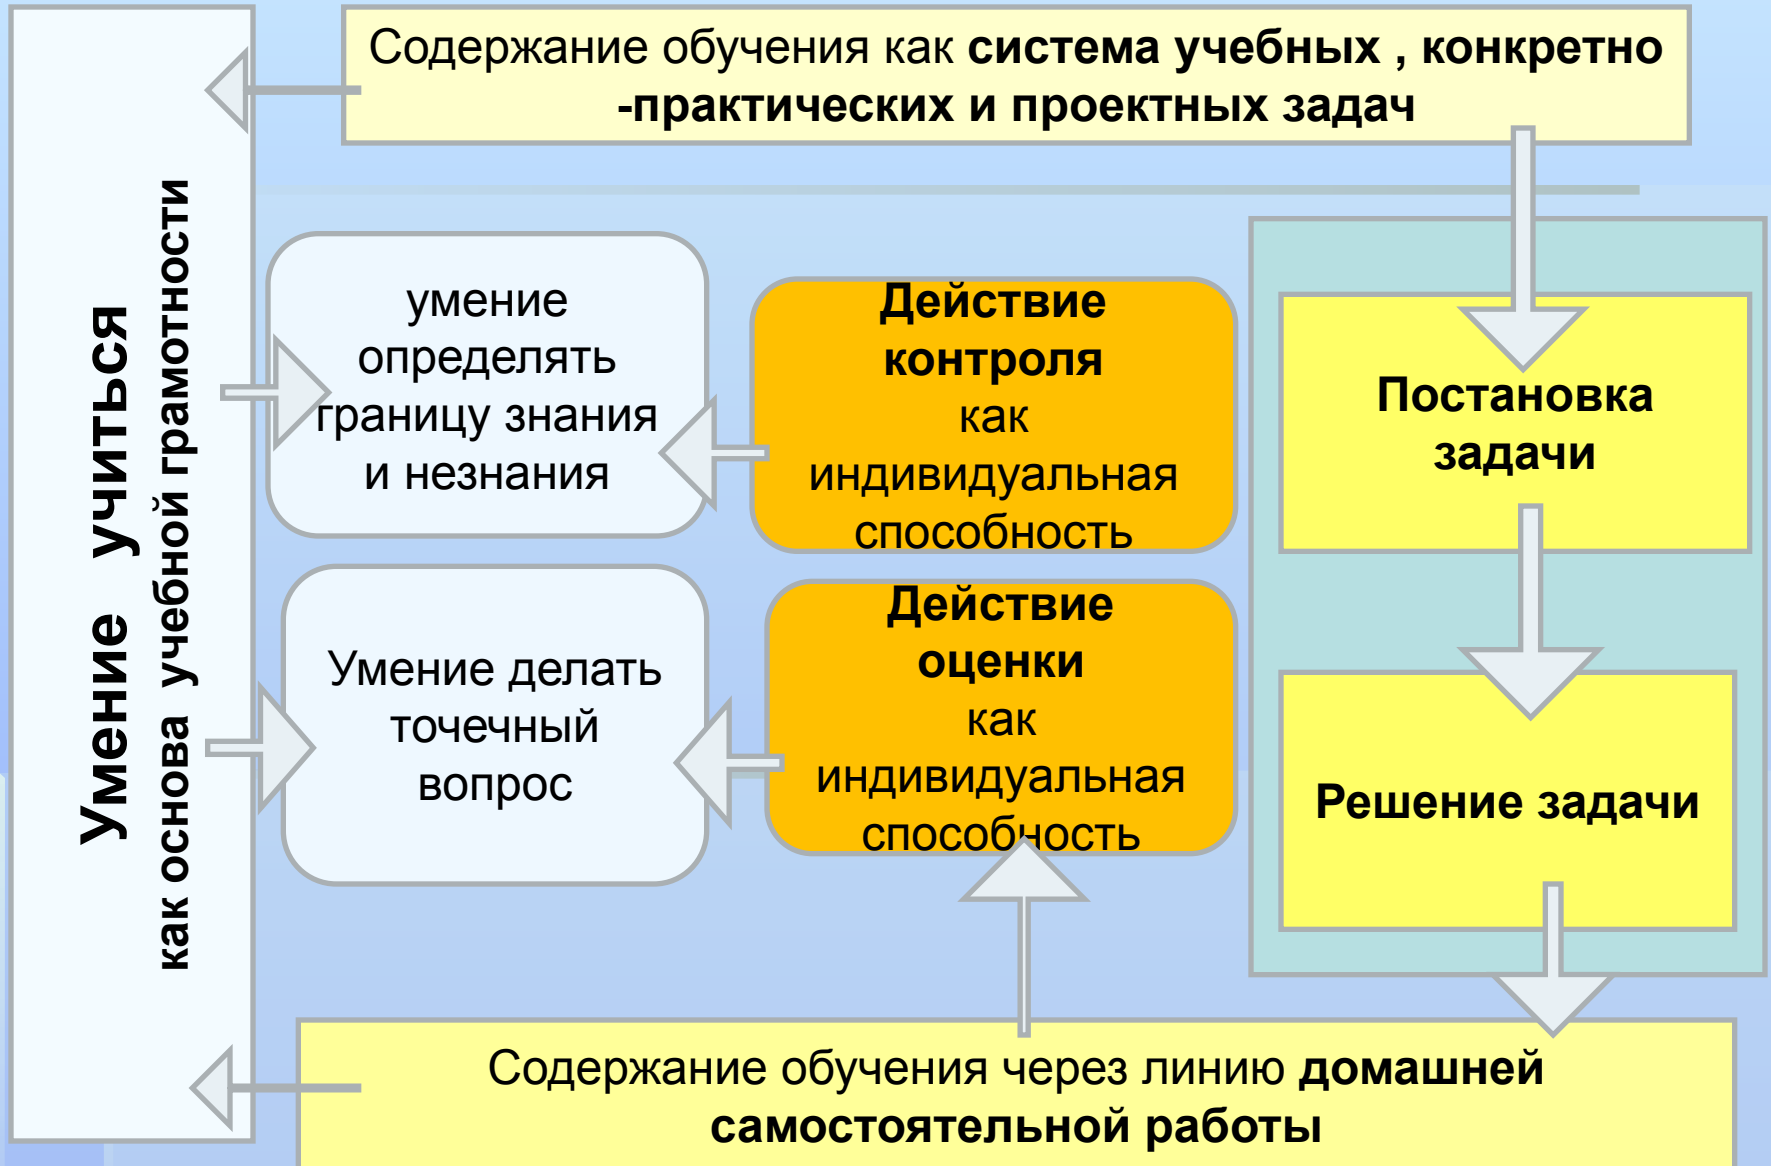 Содержание обучения как система учебных , конкретно
-практических и проектных задач
Умение учиться
как основа учебной грамотности
умение
определять
границу знания
и незнания
Действие
контроля
как
индивидуальная
способность
Постановка
задачи
Умение делать
точечный
вопрос
Действие
оценки
как
индивидуальная
способность
Решение задачи
Содержание обучения через линию домашней
самостоятельной работы